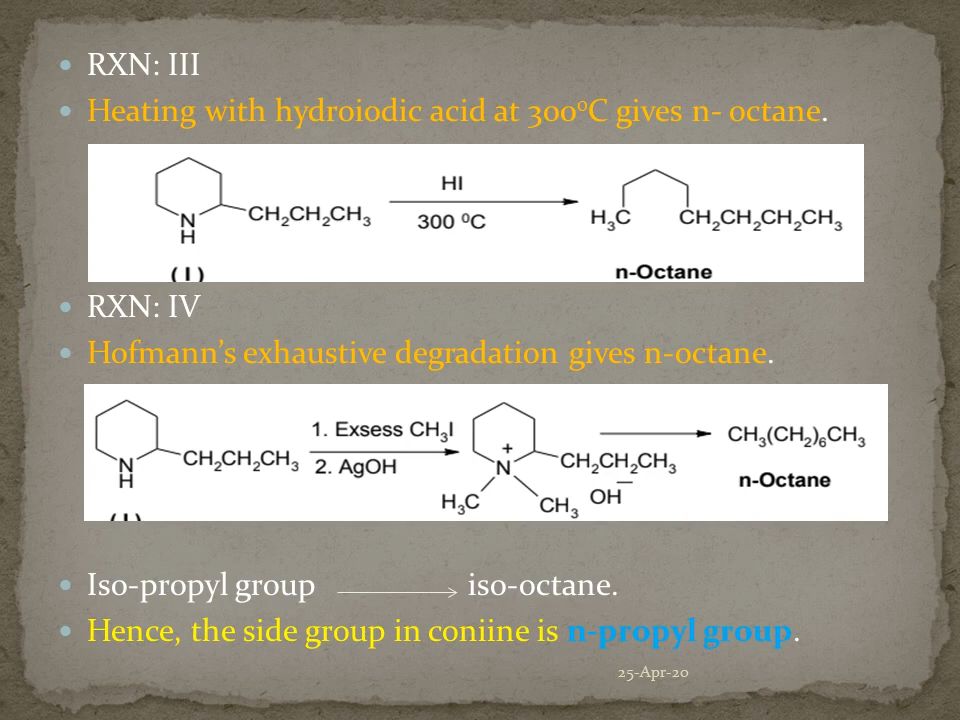 RXN: III
Heating with hydroiodic acid at 300⁰C gives n- octane.
HI
300 ⁰C
N
H
CH₂CH₂CH₃
H₃C
CH₂CH₂CH₂CH₃
( I )
n-Octane
RXN: IV
Hofmann's exhaustive degradation gives n-octane.
1. Exsess CH₃I
2. AgOH
N
H
CH₂CH₂CH₃
+
N
CH₂CH₂CH₃
H₃C
CH₃
OH⁻
CH₃(CH₂)₆CH₃
n-Octane
Iso-propyl group iso-octane.
Hence, the side group in coniine is n-propyl group.
25-Apr-20